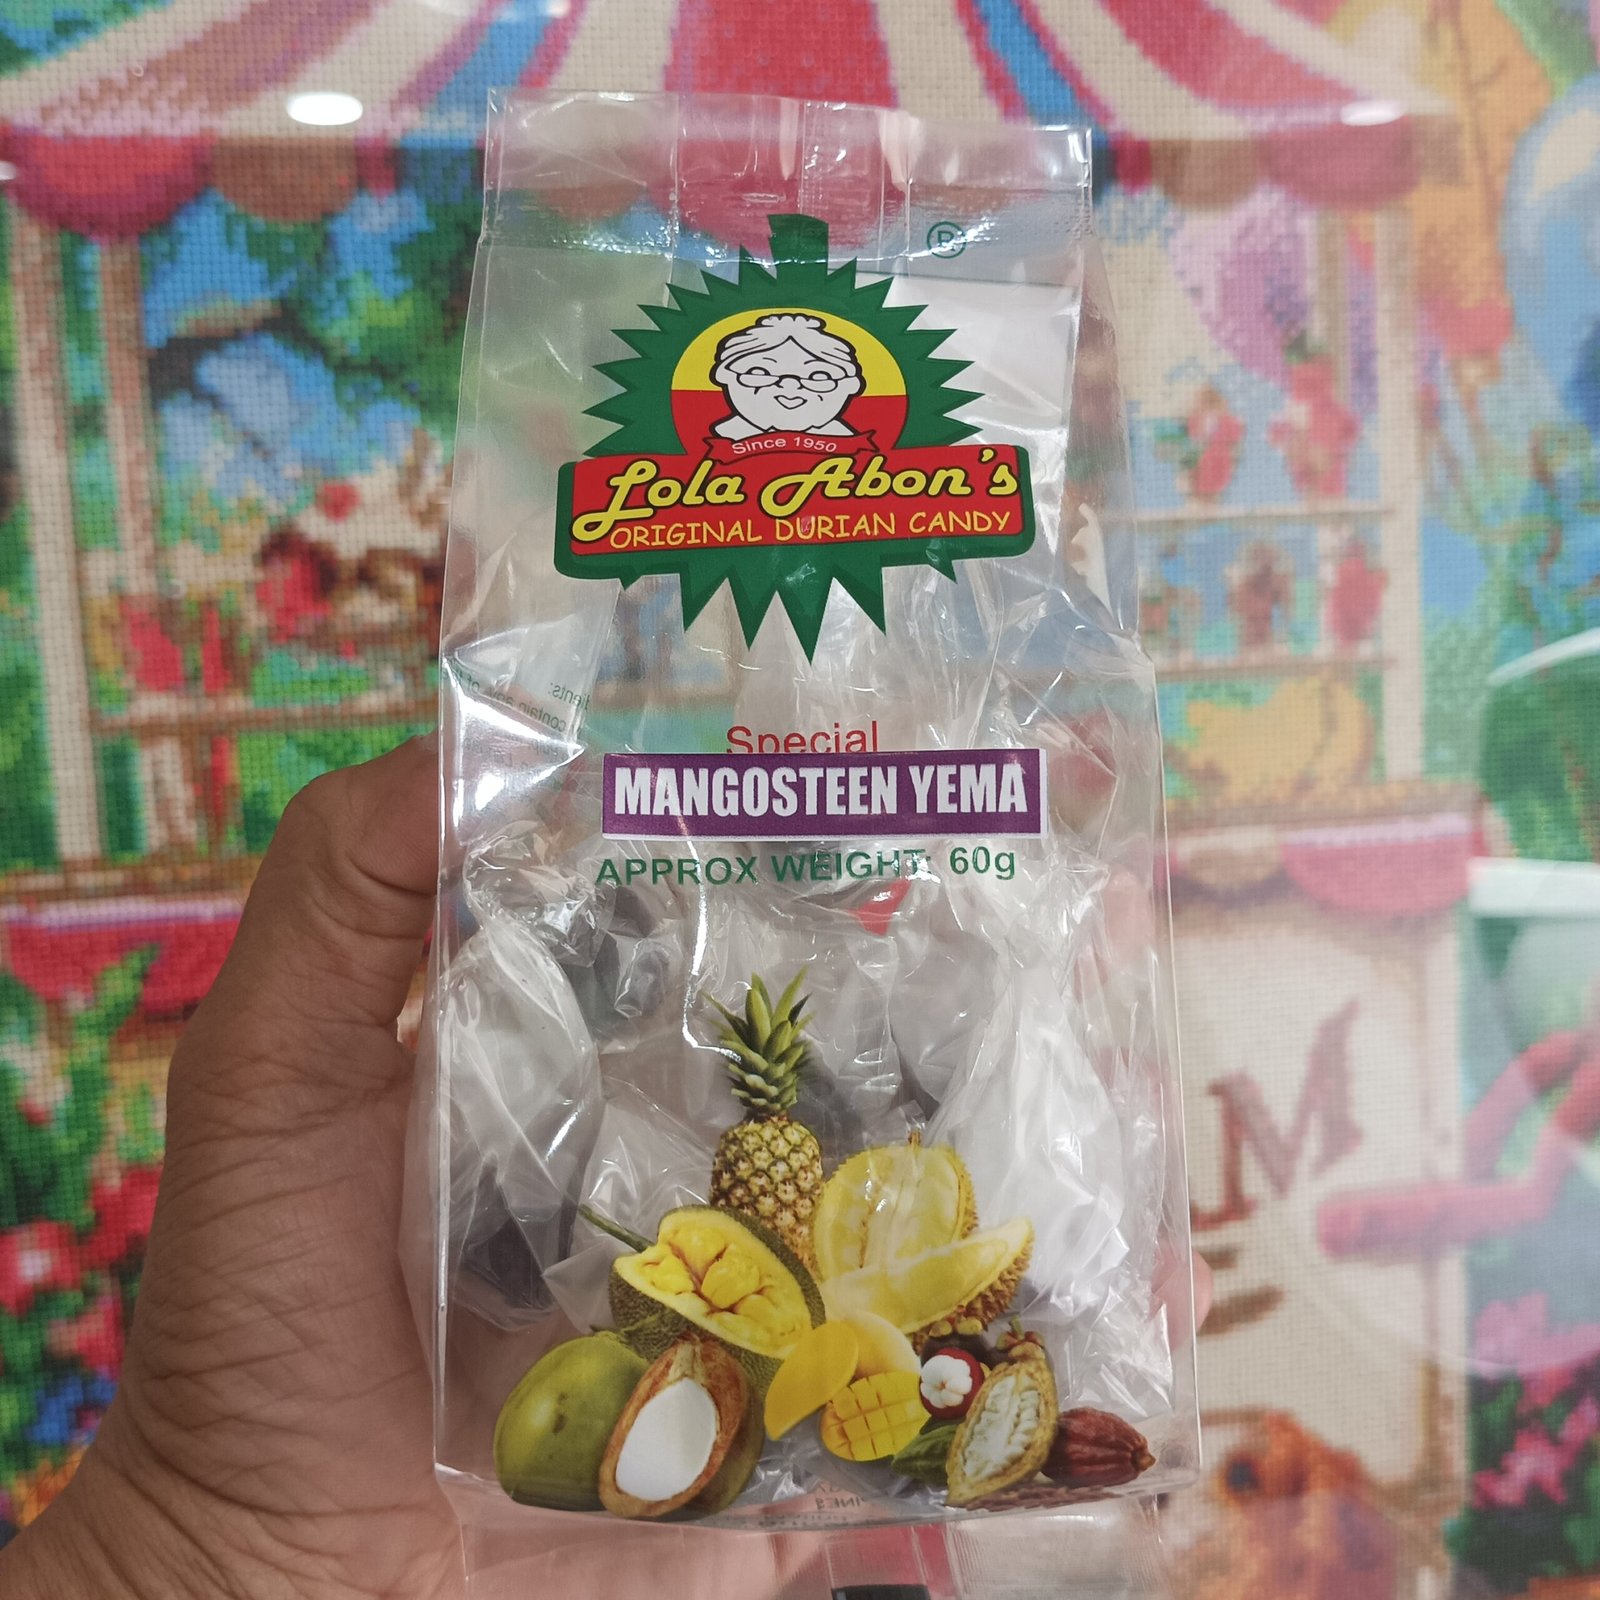 ®
Since 1950
Lola Abon's
ORIGINAL DURIAN CANDY
Special
MANGOSTEEN YEMA
APPROX WEIGHT: 60g
M